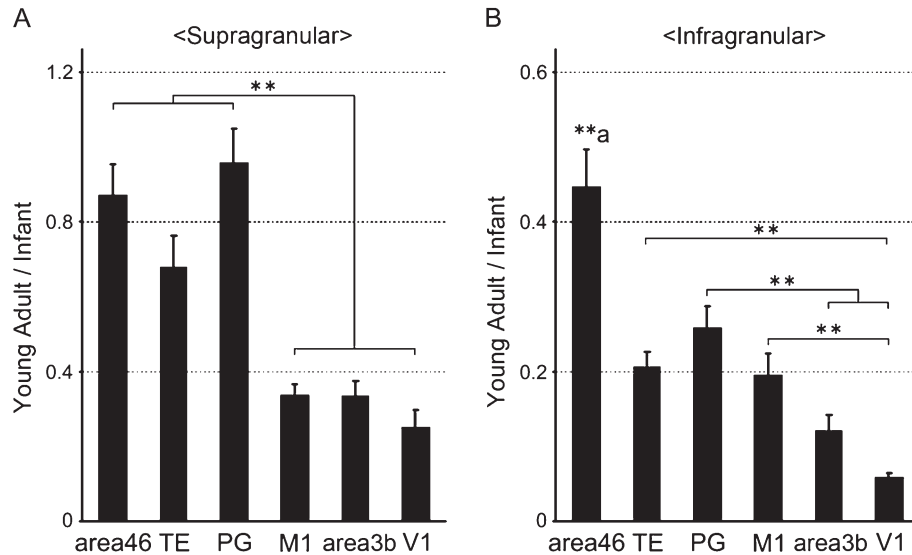 A
<Supragranular>
Young Adult / Infant
1.2
0.8
0.4
0
**
area46 TE PG M1 area3b V1
B
<Infragranular>
Young Adult / Infant
0.6
0.4
0.2
0
**a
**
**
**
area46 TE PG M1 area3b V1